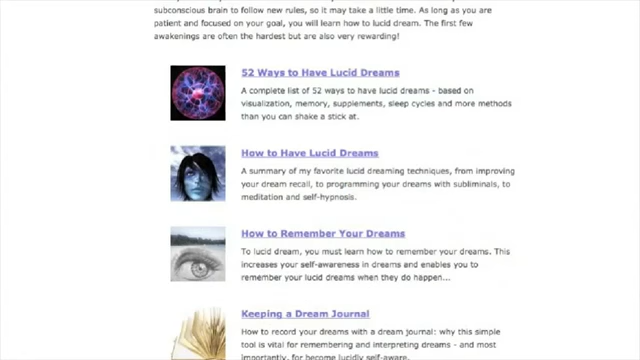 subconscious brain to follow new rules, so it may take a little time. As long as you are
patient and focused on your goal, you will learn how to lucid dream. The first few
awakenings are often the hardest but are also very rewarding!
52 Ways to Have Lucid Dreams
A complete list of 52 ways to have lucid dreams - based on
visualization, memory, supplements, sleep cycles and more methods
than you can shake a stick at.
How to Have Lucid Dreams
A summary of my favorite lucid dreaming techniques, from improving
your dream recall, to programming your dreams with subliminals, to
meditation and self-hypnosis.
How to Remember Your Dreams
To lucid dream, you must learn how to remember your dreams. This
increases your self-awareness in dreams and enables you to
remember your lucid dreams when they do happen...
Keeping a Dream Journal
How to record your dreams with a dream journal: why this simple
tool is vital for remembering and interpreting dreams - and most
importantly, for become lucidly self-aware.